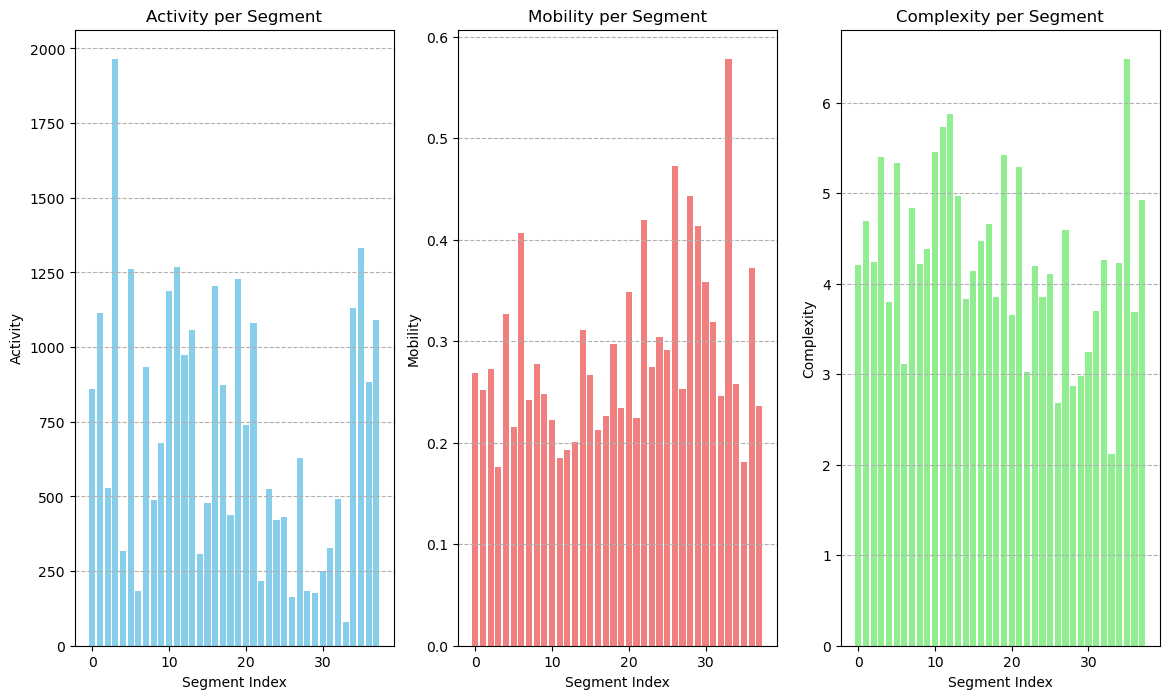 Activity per Segment
Activity
2000
1750
1500
1250
1000
750
500
250
0
0 10 20 30
Segment Index
Mobility per Segment
Mobility
0.6
0.5
0.4
0.3
0.2
0.1
0.0
0 10 20 30
Segment Index
Complexity per Segment
Complexity
6
5
4
3
2
1
0
0 10 20 30
Segment Index